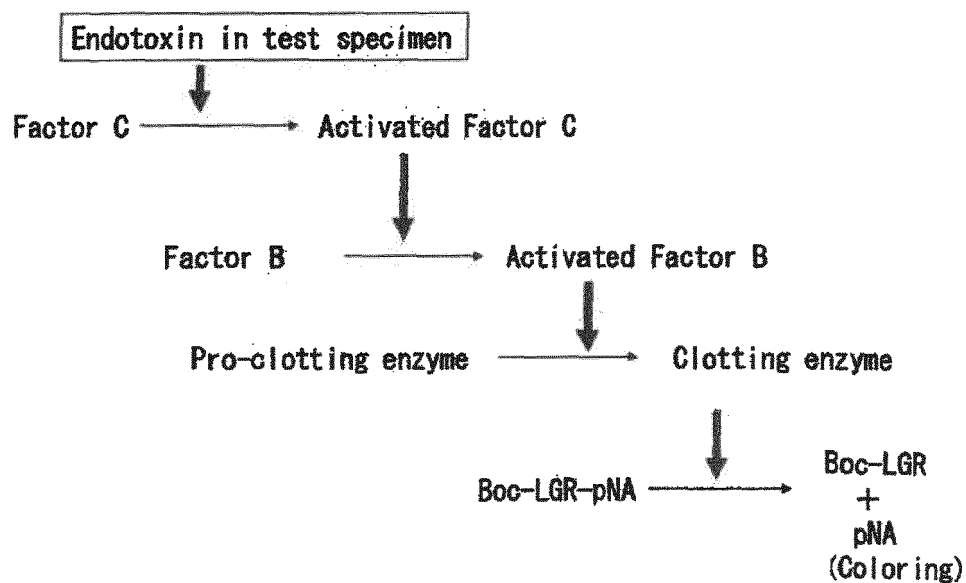 Endotoxin in test specimen
Factor C
Activated Factor C
Factor B
Activated Factor B
Pro-clotting enzyme
Clotting enzyme
Boc-LGR-pNA
Boc-LGR
+
pNA
(Coloring)